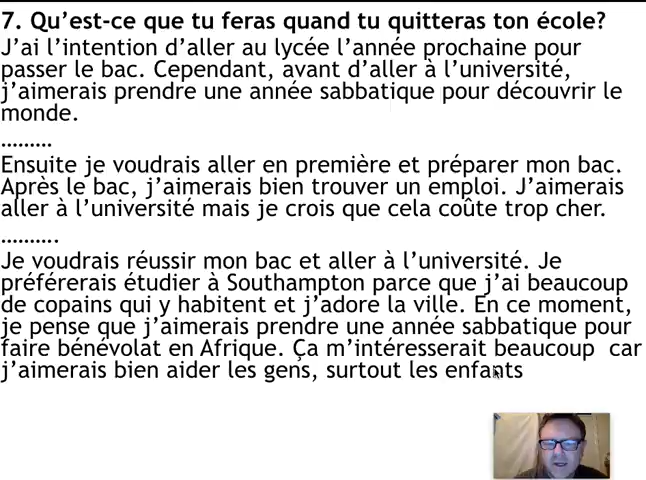 7. Qu’est-ce que tu feras quand tu quitteras ton école?
J’ai l’intention d’aller au lycée l’année prochaine pour
passer le bac. Cependant, avant d’aller à l’université,
j’aimerais prendre une année sabbatique pour découvrir le
monde.
.........
Ensuite je voudrais aller en première et préparer mon bac.
Après le bac, j’aimerais bien trouver un emploi. J’aimerais
aller à l’université mais je crois que cela coûte trop cher.
..........
Je voudrais réussir mon bac et aller à l’université. Je
préférerais étudier à Southampton parce que j’ai beaucoup
de copains qui y habitent et j’adore la ville. En ce moment,
je pense que j’aimerais prendre une année sabbatique pour
faire bénévolat en Afrique. Ça m’intéresserait beaucoup  car
j’aimerais bien aider les gens, surtout les enfants